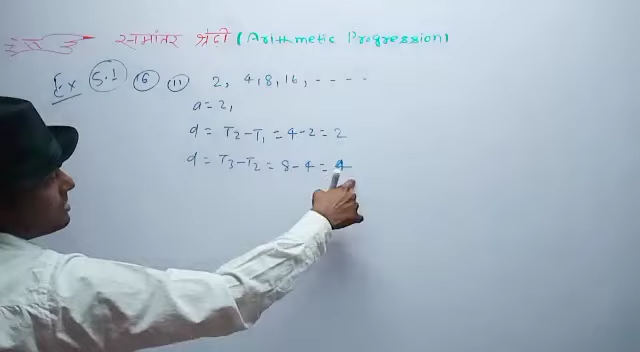 समांतर श्रेढी (Arithmetic Progression)
Ex 5.1 6 11 2, 4, 8, 16, - - - - -
a = 2,
d = T2 - T1 = 4 - 2 = 2
d = T3 - T2 = 8 - 4 = 4